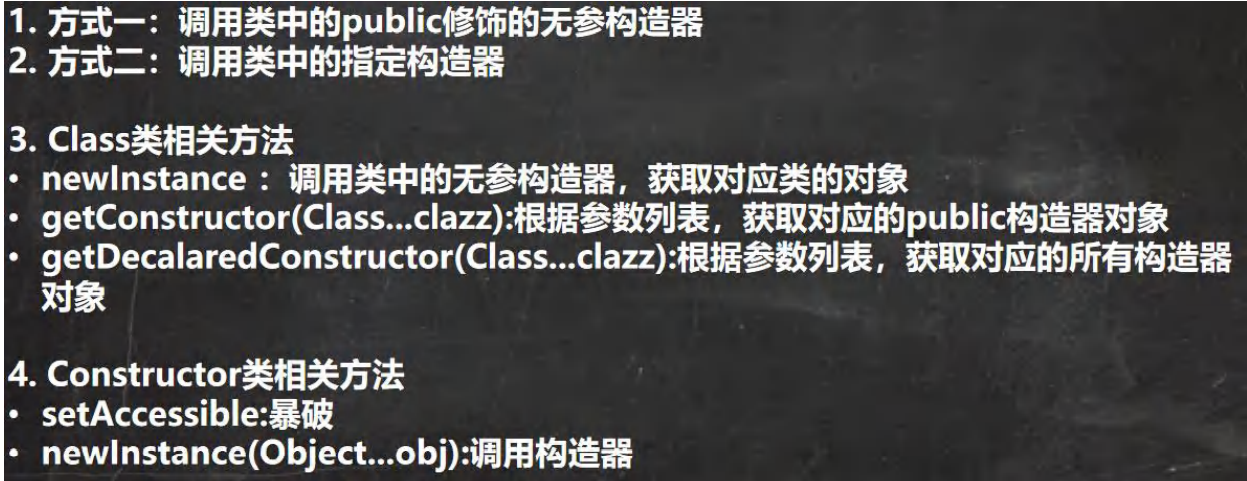 1. 方式一：调用类中的public修饰的无参构造器
2. 方式二：调用类中的指定构造器
3. Class类相关方法
• newInstance ：调用类中的无参构造器，获取对应类的对象
• getConstructor(Class...clazz):根据参数列表，获取对应的public构造器对象
• getDecalaredConstructor(Class...clazz):根据参数列表，获取对应的所有构造器
对象
4. Constructor类相关方法
• setAccessible:暴破
• newInstance(Object...obj):调用构造器